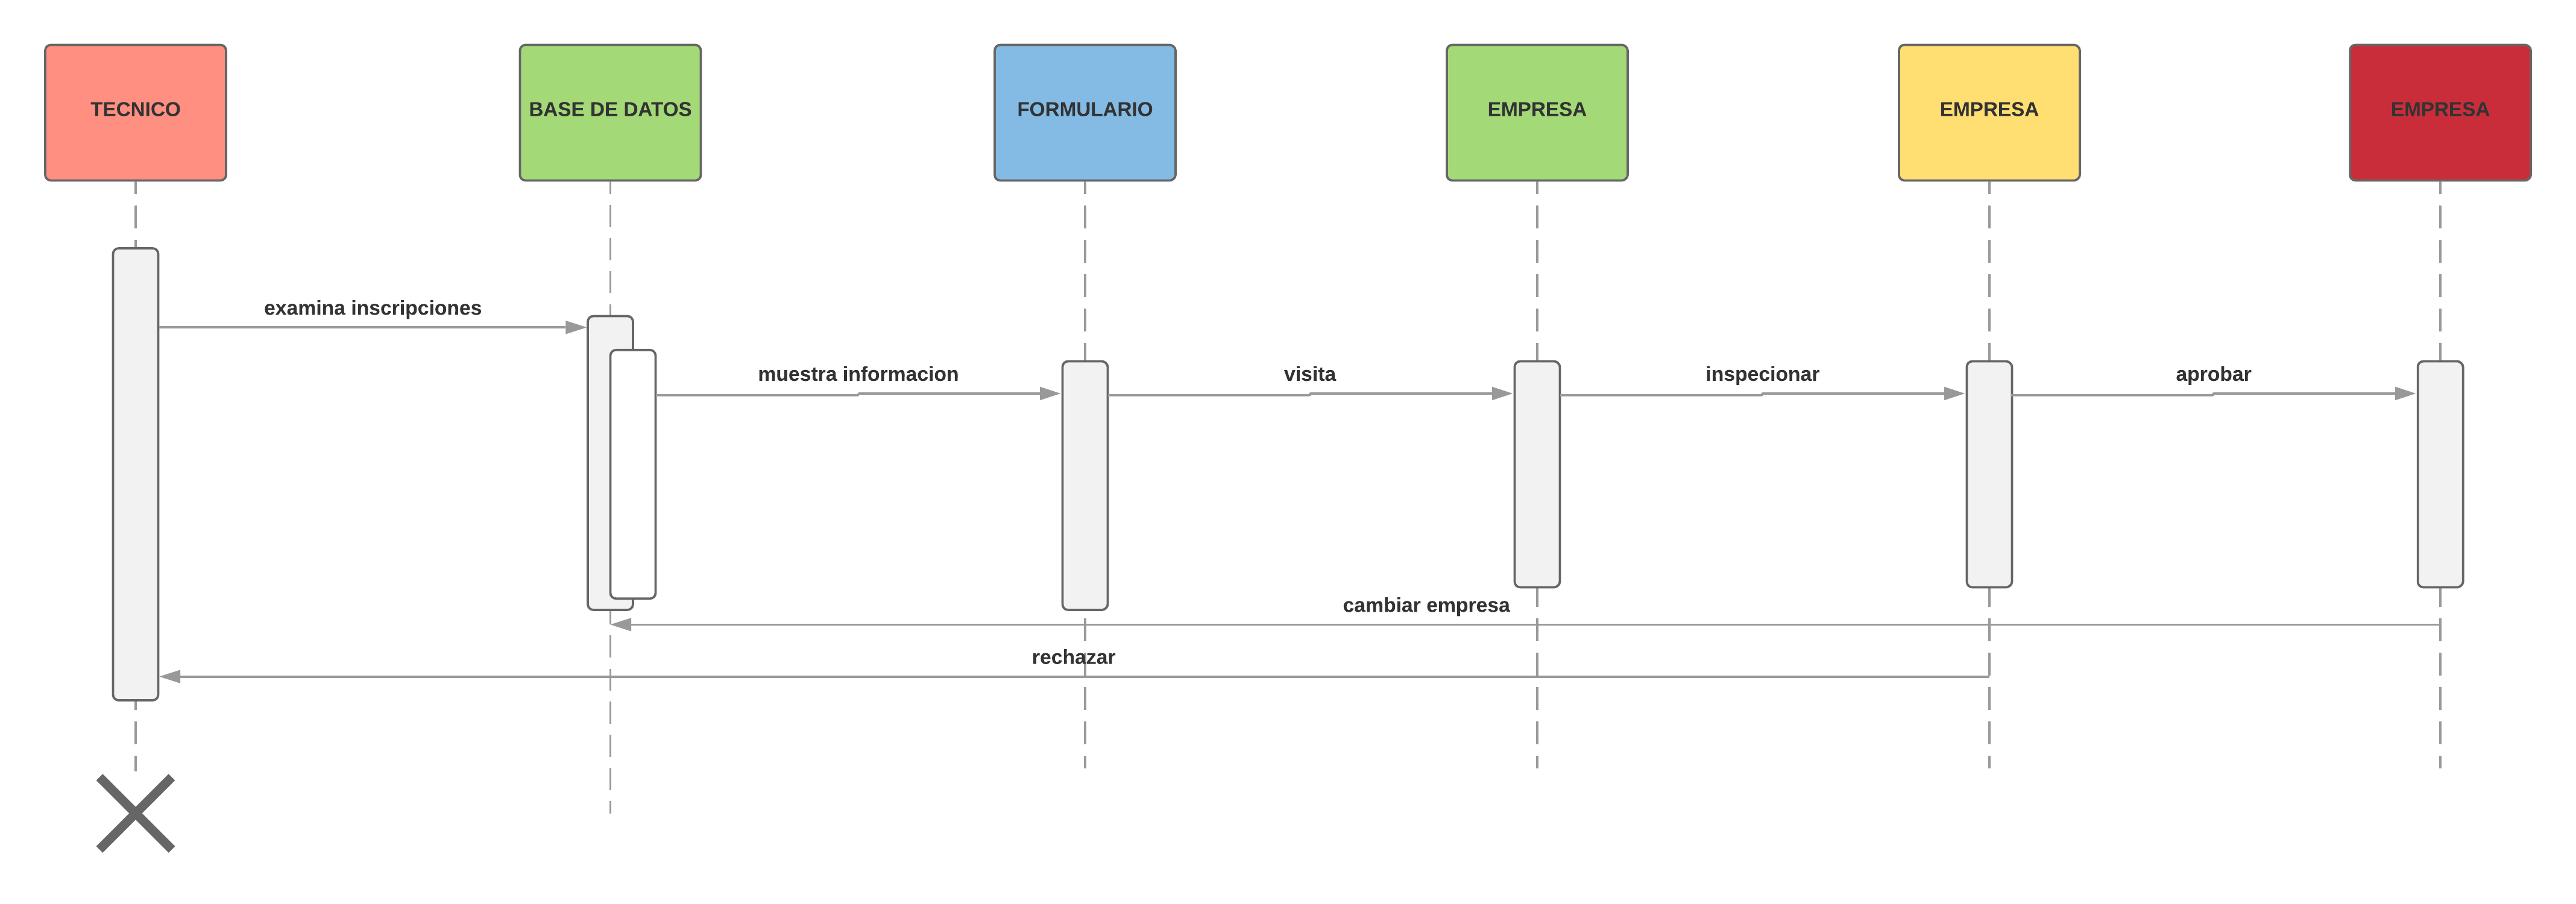 TECNICO
BASE DE DATOS
FORMULARIO
EMPRESA
EMPRESA
EMPRESA
examina inscripciones
muestra informacion
visita
inspecionar
aprobar
cambiar empresa
rechazar